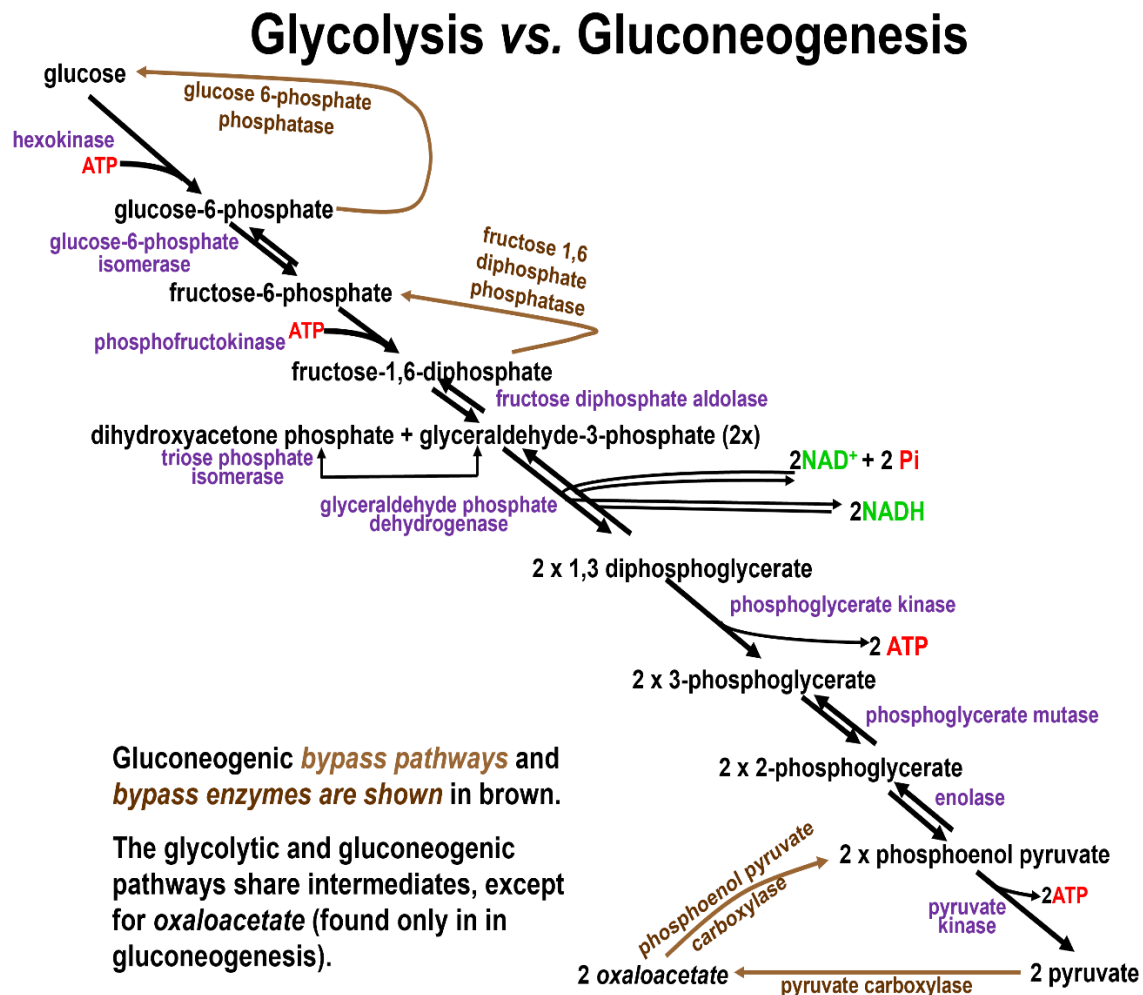 Glycolysis vs. Gluconeogenesis
glucose
glucose 6-phosphate
phosphatase
hexokinase
ATP
glucose-6-phosphate
glucose-6-phosphate
isomerase
fructose 1,6
diphosphate
phosphatase
fructose-6-phosphate
ATP
phosphofructokinase
fructose-1,6-diphosphate
fructose diphosphate aldolase
dihydroxyacetone phosphate + glyceraldehyde-3-phosphate (2x)
triose phosphate
isomerase
2NAD+ + 2 Pi
glyceraldehyde phosphate
dehydrogenase
2NADH
2 x 1,3 diphosphoglycerate
phosphoglycerate kinase
2 ATP
2 x 3-phosphoglycerate
phosphoglycerate mutase
2 x 2-phosphoglycerate
enolase
Gluconeogenic bypass pathways and
bypass enzymes are shown in brown.
The glycolytic and gluconeogenic
pathways share intermediates, except
for oxaloacetate (found only in in
gluconeogenesis).
phosphoenol pyruvate
carboxylase
2 x phosphoenol pyruvate
2ATP
pyruvate
kinase
2 oxaloacetate
pyruvate carboxylase
2 pyruvate